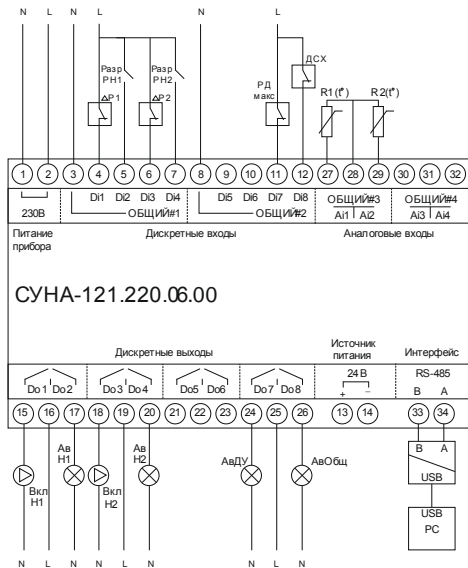 N L N L N L
Разр РН1
Разр РН2
ΔP1
ΔP2
РД макс
ДСХ
R1(t°)
R2(t°)
1 2 3 4 5 6 7 8 9 10 11 12 27 28 29 30 31 32
230В
Di1 Di2 Di3 Di4
ОБЩИЙ#1
Di5 Di6 Di7 Di8
ОБЩИЙ#2
ОБЩИЙ#3
Ai1 Ai2
ОБЩИЙ#4
Ai3 Ai4
Питание прибора
Дискретные входы
Аналоговые входы
СУНА-121.220.06.00
Дискретные выходы
Источник питания
Интерфейс
Do1 Do2
Do3 Do4
Do5 Do6
Do7 Do8
24В
+ −
RS-485
B A
15 16 17 18 19 20 21 22 23 24 25 26 13 14 33 34
Вкл Н1
Ав Н1
Вкл Н2
Ав Н2
АвДУ
АвОбщ
B A
USB
USB
PC
N L N N L N N L N